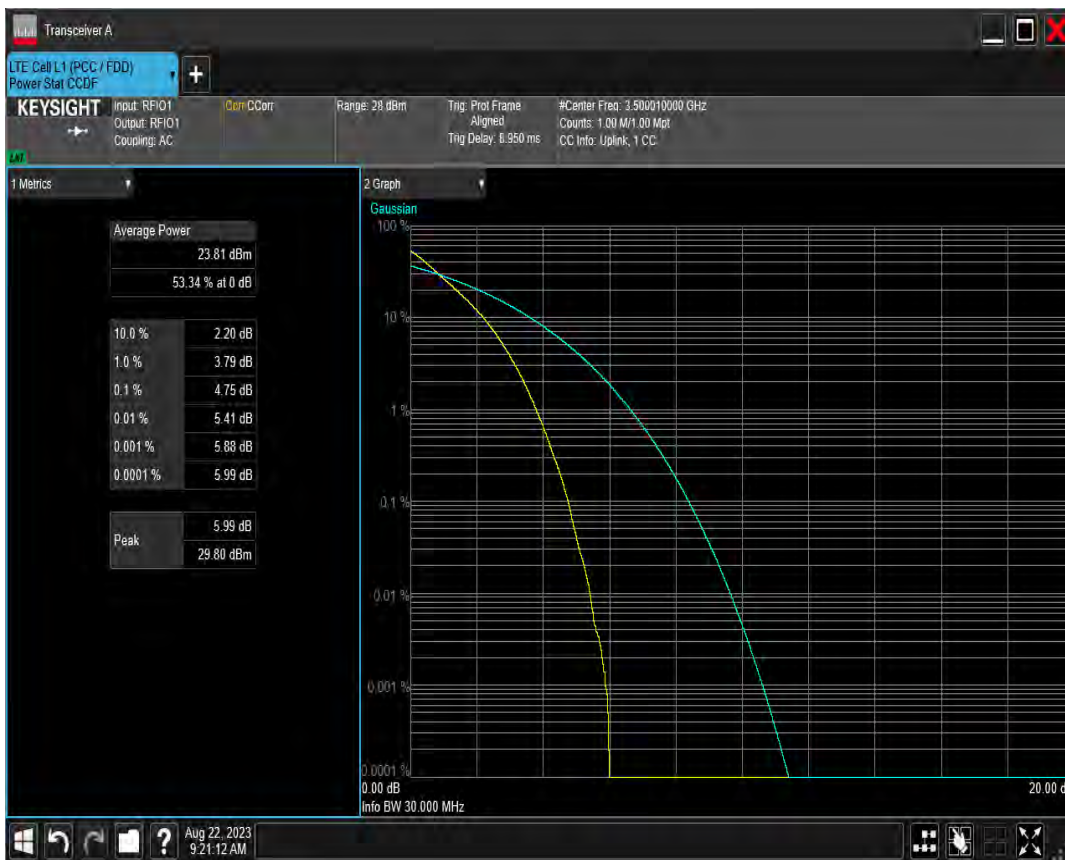 Transceiver A
LTE Cell L1 (PCC / FDD)
Power Stat CCDF
+
KEYSIGHT
LXI
Input: RFIO1
Output: RFIO1
Coupling: AC
Corr CCorr
Range: 28 dBm
Trig: Prot Frame
Aligned
Trig Delay: 8.950 ms
#Center Freq: 3.500010000 GHz
Counts: 1.00 M/1.00 Mpt
CC Info: Uplink, 1 CC
1 Metrics
Average Power
23.81 dBm
53.34 % at 0 dB
10.0 % 2.20 dB
1.0 % 3.79 dB
0.1 % 4.75 dB
0.01 % 5.41 dB
0.001 % 5.88 dB
0.0001 % 5.99 dB
Peak
5.99 dB
29.80 dBm
2 Graph
Gaussian
100 %
10 %
1 %
0.1 %
0.01 %
0.001 %
0.0001 %
0.00 dB
20.00 d
Info BW 30.000 MHz
?
Aug 22, 2023
9:21:12 AM